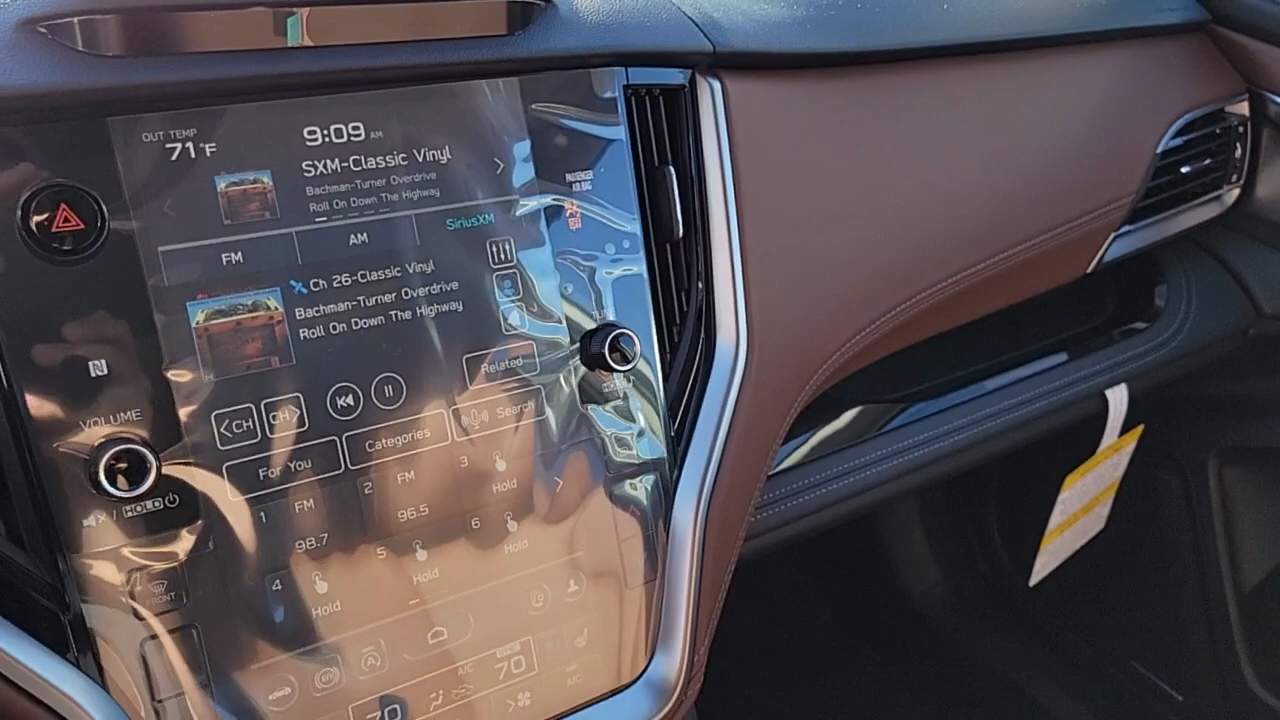 OUT TEMP
71°F
9:09 AM
SXM-Classic Vinyl
Bachman-Turner Overdrive
Roll On Down The Highway
PASSENGER
AIR BAG
OFF
FM
AM
SiriusXM
Ch 26-Classic Vinyl
Bachman-Turner Overdrive
Roll On Down The Highway
Related
CH
CH
For You
Categories
Search
VOLUME
/ HOLD
1 FM
98.7
2 FM
96.5
3
Hold
4
Hold
5
Hold
6
Hold
FRONT
A/C
70
70
A/C